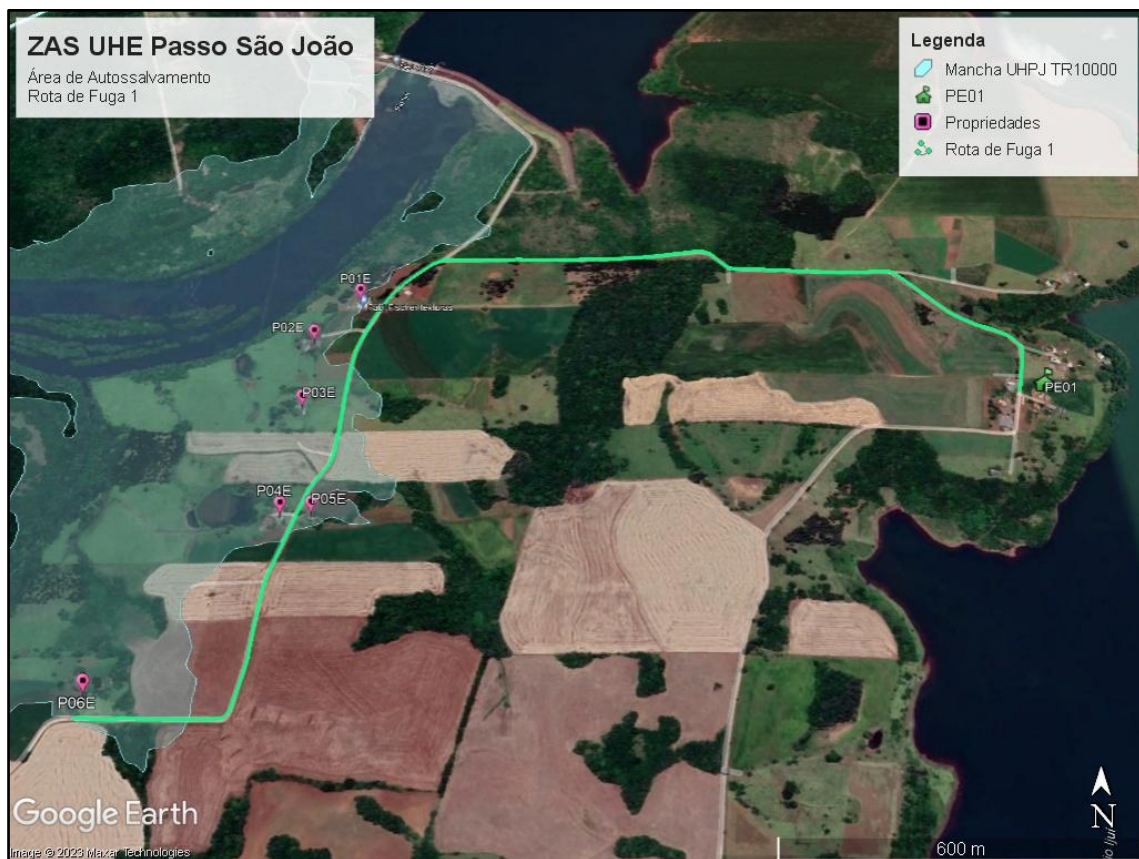 ZAS UHE Passo São João
Área de Autossalvamento
Rota de Fuga 1
Legenda
Mancha UHPJ TR10000
PE01
Propriedades
Rota de Fuga 1
P01E
P02E
P03E
P04E
P05E
P06E
PE01
Google Earth
Image © 2023 Maxar Technologies
600 m
N